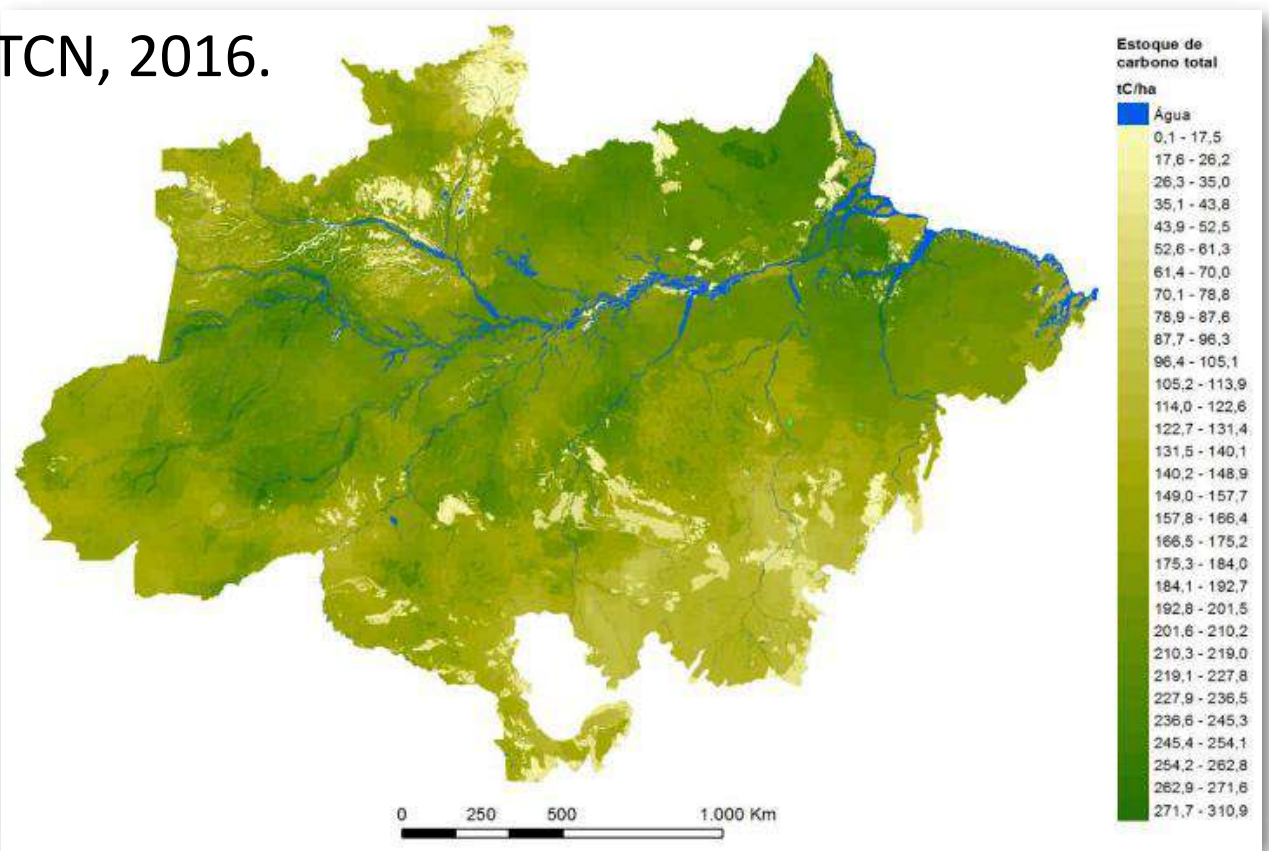 TCN, 2016.
Estoque de
carbono total
tC/ha
Água
0,1 - 17,5
17,6 - 26,2
26,3 - 35,0
35,1 - 43,8
43,9 - 52,5
52,6 - 61,3
61,4 - 70,0
70,1 - 78,8
78,9 - 87,6
87,7 - 96,3
96,4 - 105,1
105,2 - 113,9
114,0 - 122,6
122,7 - 131,4
131,5 - 140,1
140,2 - 148,9
149,0 - 157,7
157,8 - 166,4
166,5 - 175,2
175,3 - 184,0
184,1 - 192,7
192,8 - 201,5
201,6 - 210,2
210,3 - 219,0
219,1 - 227,8
227,9 - 236,5
236,6 - 245,3
245,4 - 254,1
254,2 - 262,8
262,9 - 271,6
271,7 - 310,9
0 250 500 1.000 Km